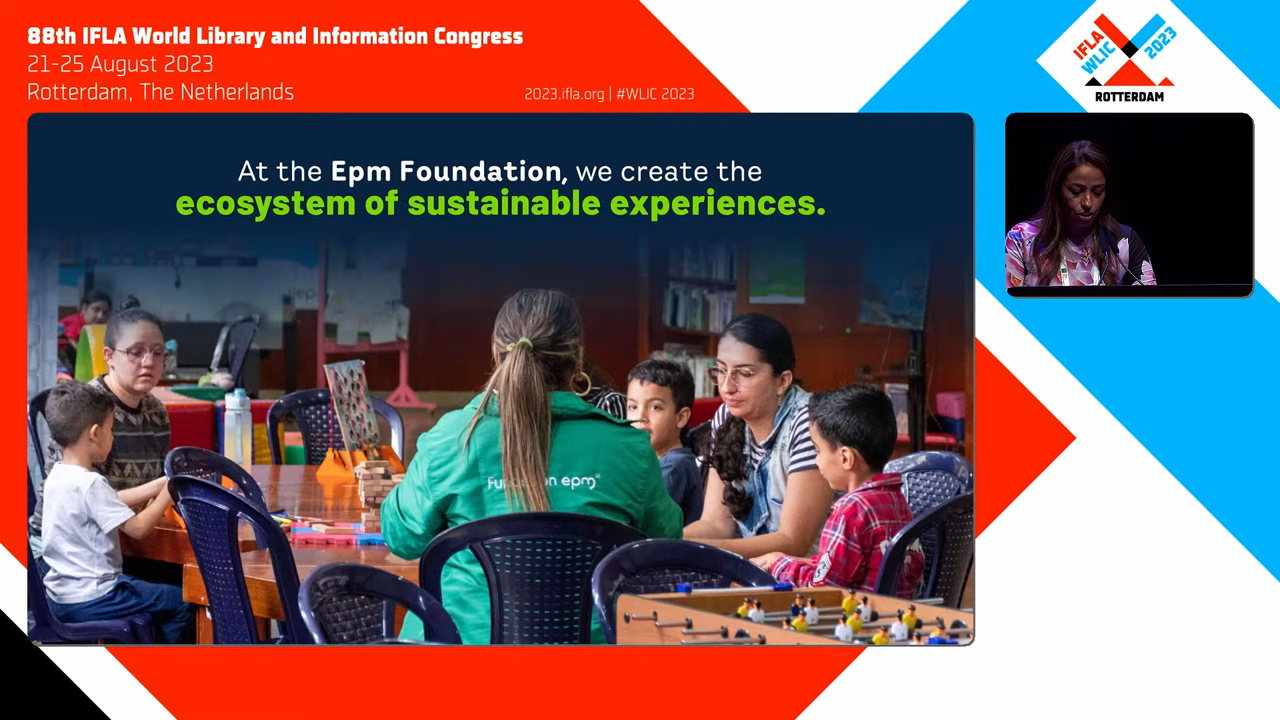 88th IFLA World Library and Information Congress
21-25 August 2023
Rotterdam, The Netherlands
2023.ifla.org | #WLIC 2023
IFLA
WLIC
2023
ROTTERDAM
At the Epm Foundation, we create the
ecosystem of sustainable experiences.
epm®